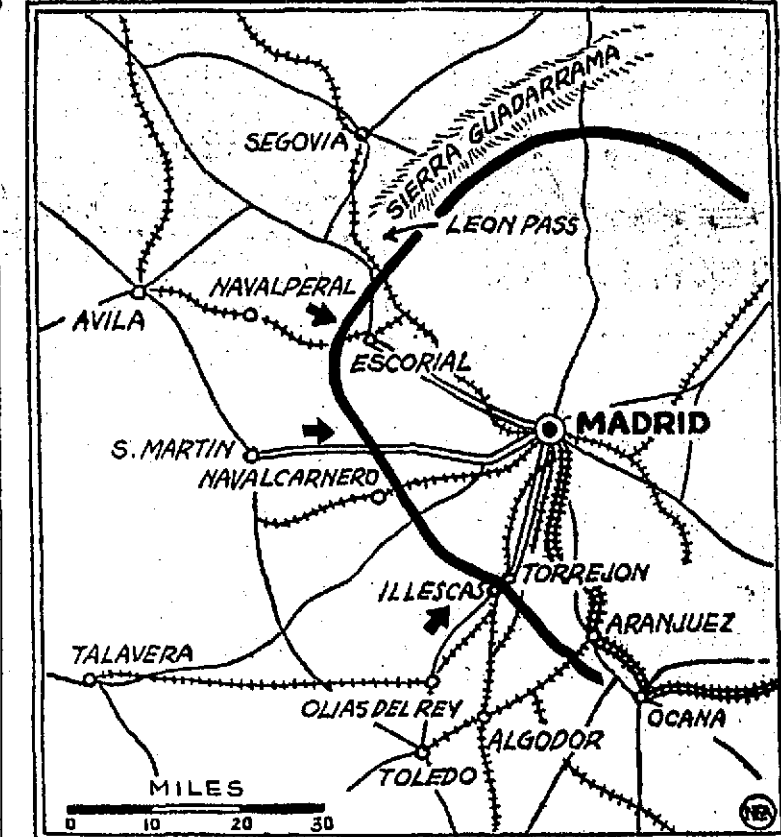 SEGOVIA
SIERRA GUADARRAMA
LEON PASS
NAVALPERAL
AVILA
ESCORIAL
MADRID
S. MARTIN
NAVALCARNERO
TORREJON
ILLESCAS
ARANJUEZ
TALAVERA
OLIAS DEL REY
OCANA
ALGODOR
TOLEDO
MILES
0 10 20 30